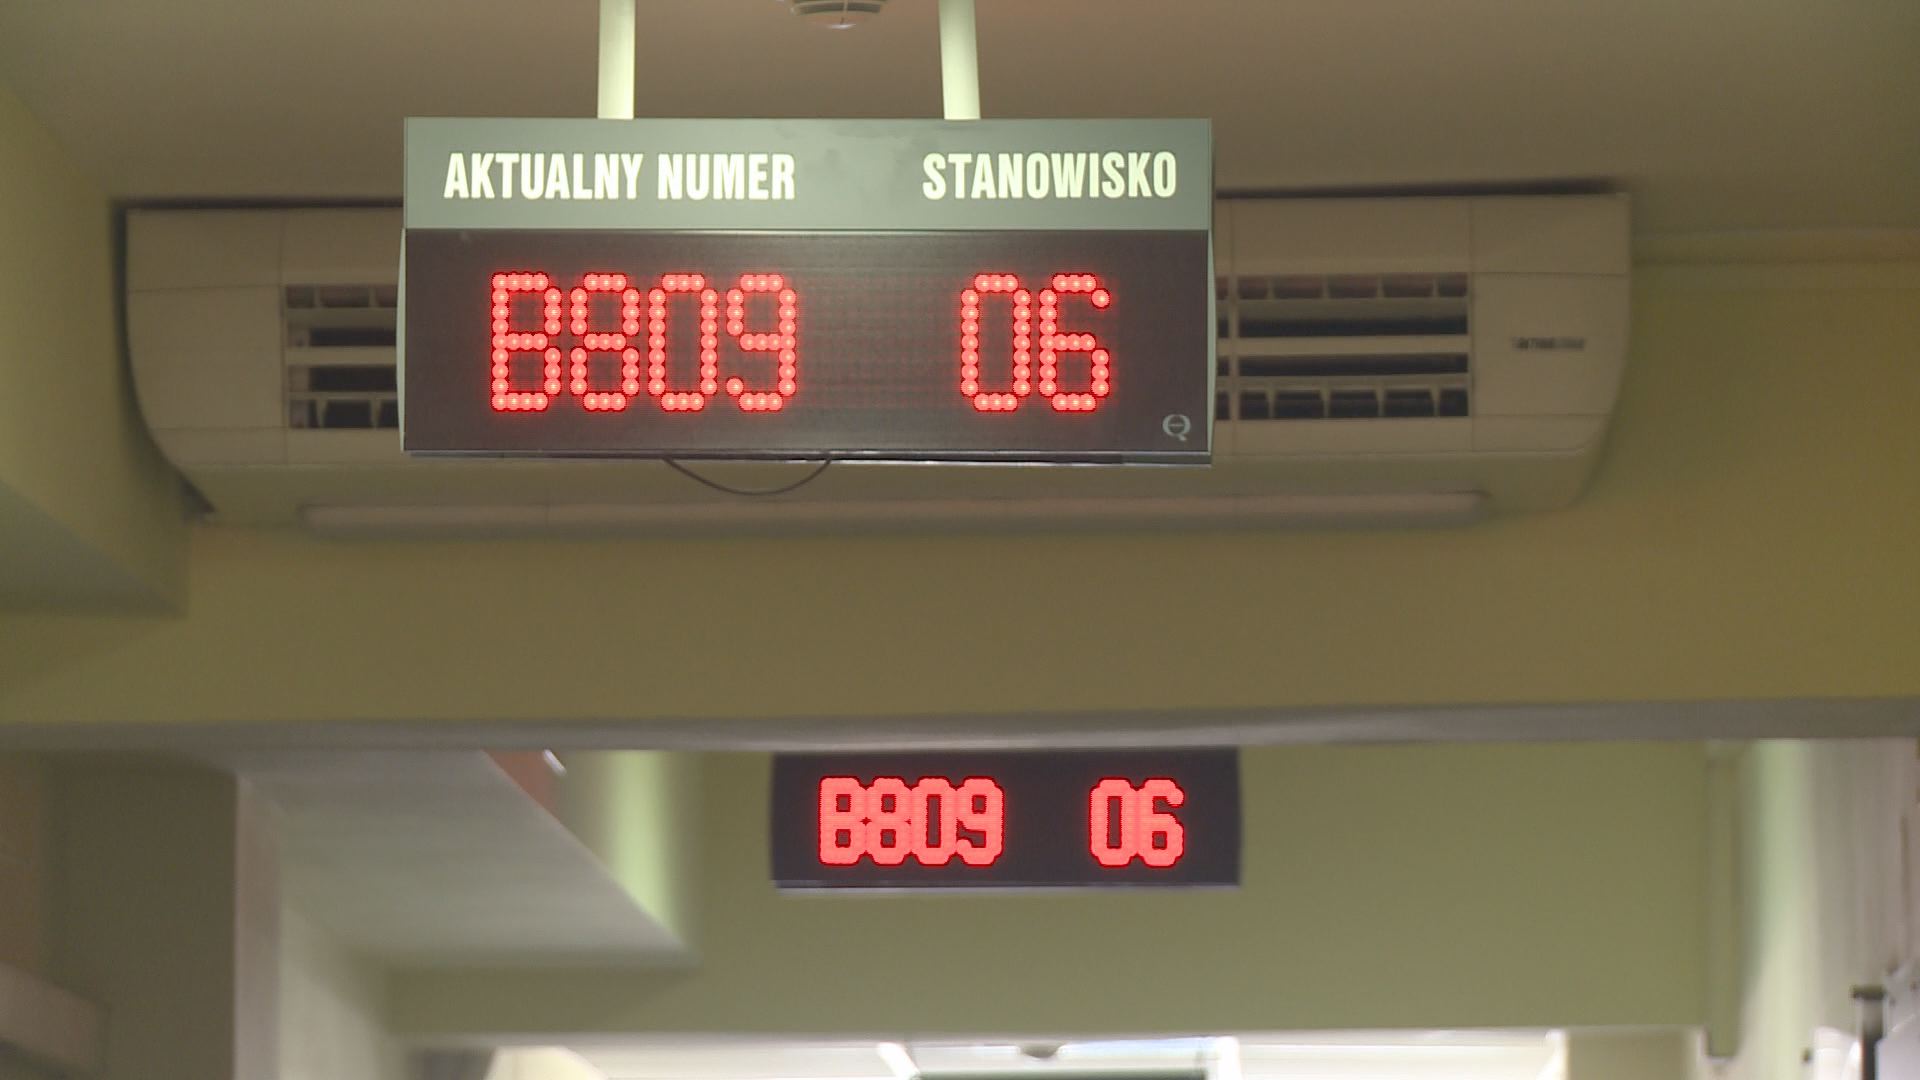 AKTUALNY NUMER STANOWISKO
B809 06
B809 06